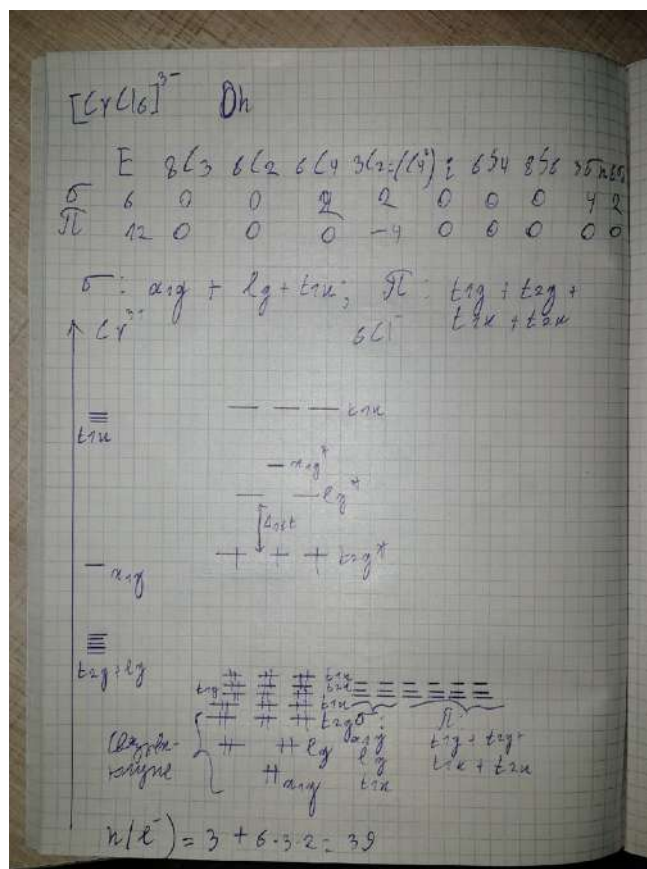 [CrCl6]³⁻ Oh
E 8C3 6C2 6C4 3C2=(C4²) i 6S4 8S6
σ 6 0 0 2 2 0 0 0 4 2
π 12 0 0 0 -4 0 0 0 0 0
σ: a1g + eg + t1u; π: t1g + t2g +
t1u + t2u
Cr³⁺ 6Cl⁻
t1u
t1u
a1g*
eg*
t2g*
a1g
t2g+eg
t1g t1u
t2u
t1u
t2g σ: π:
eg a1g t1g + t2g +
eg t1u + t2u
a1g t1u
n(e⁻) = 3 + 6·3·2 = 39